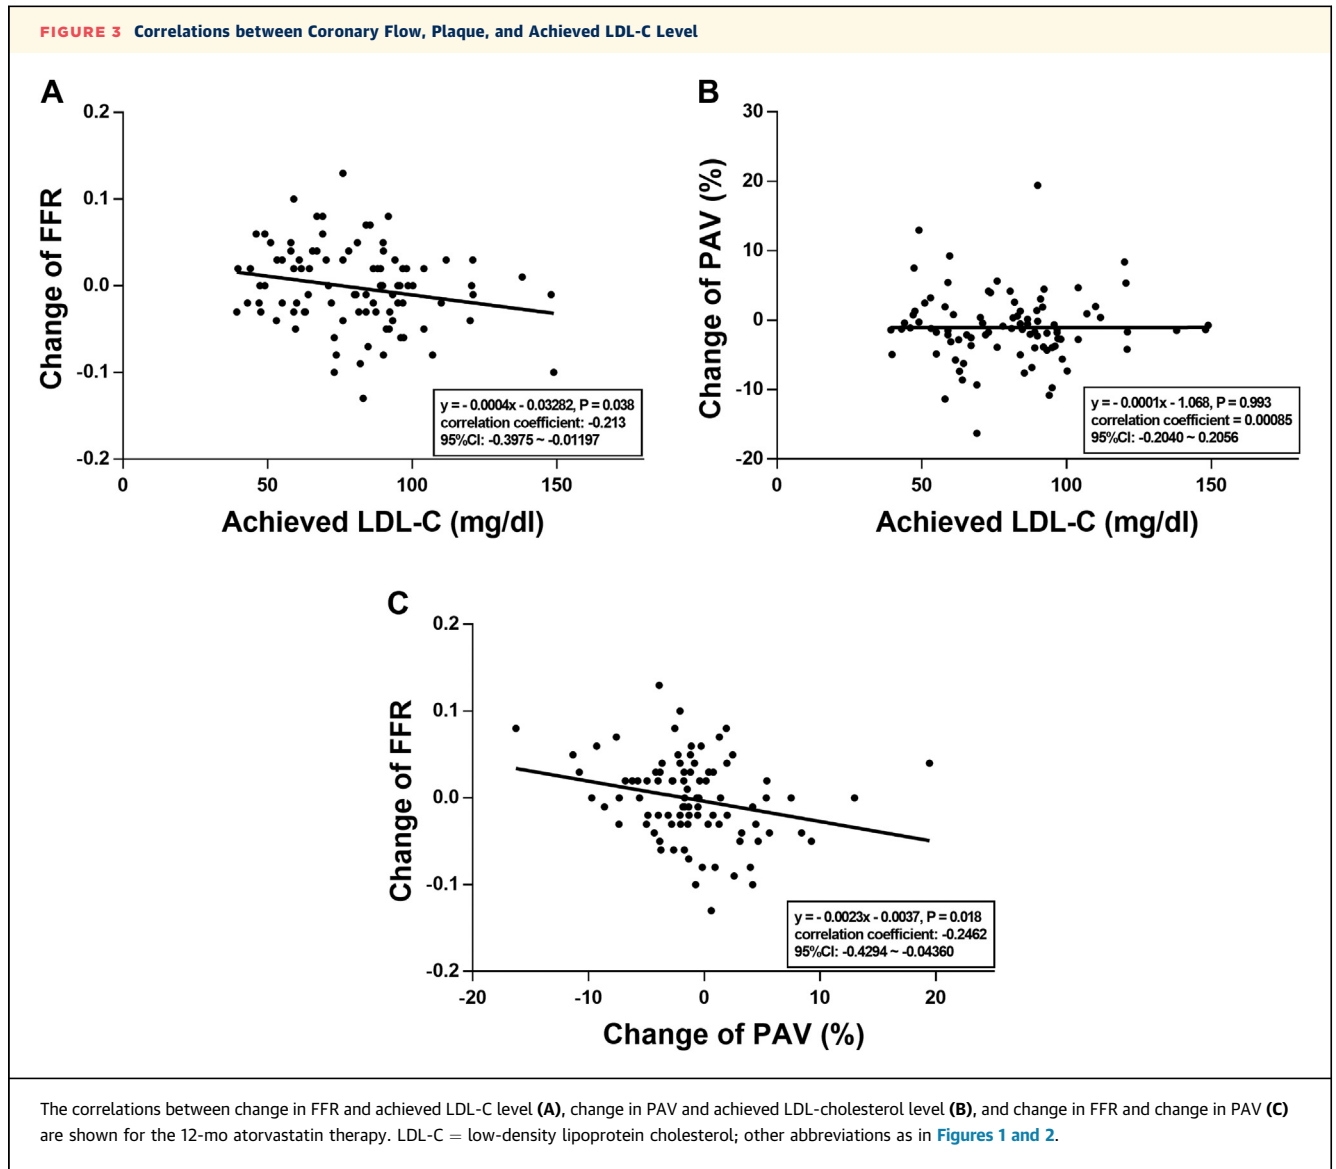 FIGURE 3 Correlations between Coronary Flow, Plaque, and Achieved LDL-C Level
A
0.2
0.1
0.0
-0.1
-0.2
Change of FFR
y = - 0.0004x - 0.03282, P = 0.038
correlation coefficient: -0.213
95%CI: -0.3975 ~ -0.01197
0 50 100 150
Achieved LDL-C (mg/dl)
B
30
20
10
0
-10
-20
Change of PAV (%)
y = - 0.0001x - 1.068, P = 0.993
correlation coefficient = 0.00085
95%CI: -0.2040 ~ 0.2056
0 50 100 150
Achieved LDL-C (mg/dl)
C
0.2
0.1
0.0
-0.1
-0.2
Change of FFR
y = - 0.0023x - 0.0037, P = 0.018
correlation coefficient: -0.2462
95%CI: -0.4294 ~ -0.04360
-20 -10 0 10 20
Change of PAV (%)
The correlations between change in FFR and achieved LDL-C level (A), change in PAV and achieved LDL-cholesterol level (B), and change in FFR and change in PAV (C)
are shown for the 12-mo atorvastatin therapy. LDL-C = low-density lipoprotein cholesterol; other abbreviations as in Figures 1 and 2.